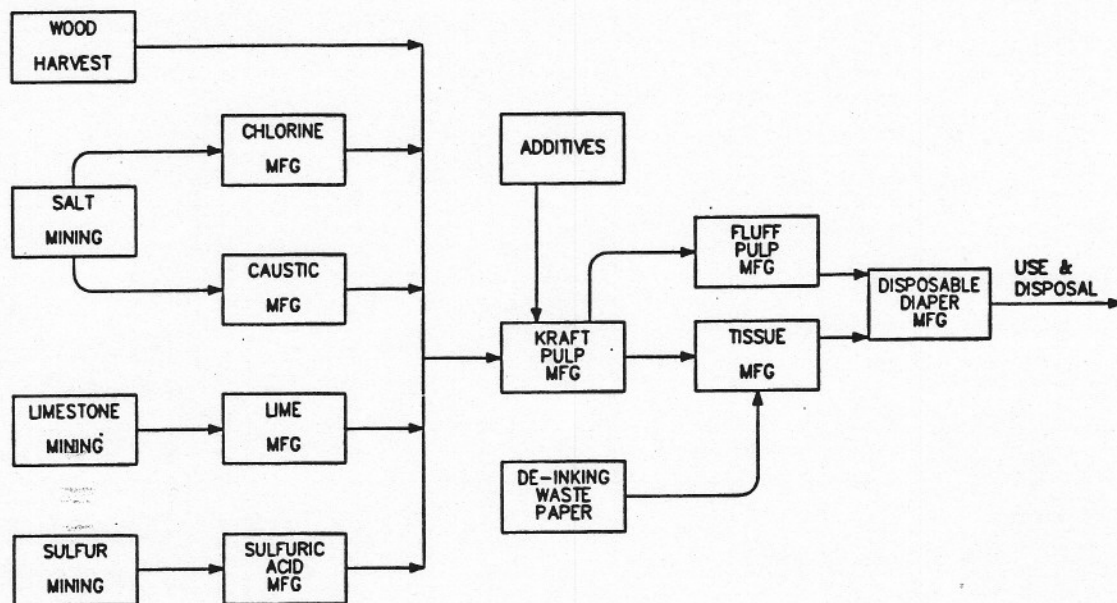 WOOD
HARVEST
CHLORINE
MFG
ADDITIVES
SALT
MINING
FLUFF
PULP
MFG
CAUSTIC
MFG
DISPOSABLE
DIAPER
MFG
USE &
DISPOSAL
KRAFT
PULP
MFG
TISSUE
MFG
LIMESTONE
MINING
LIME
MFG
DE-INKING
WASTE
PAPER
SULFUR
MINING
SULFURIC
ACID
MFG